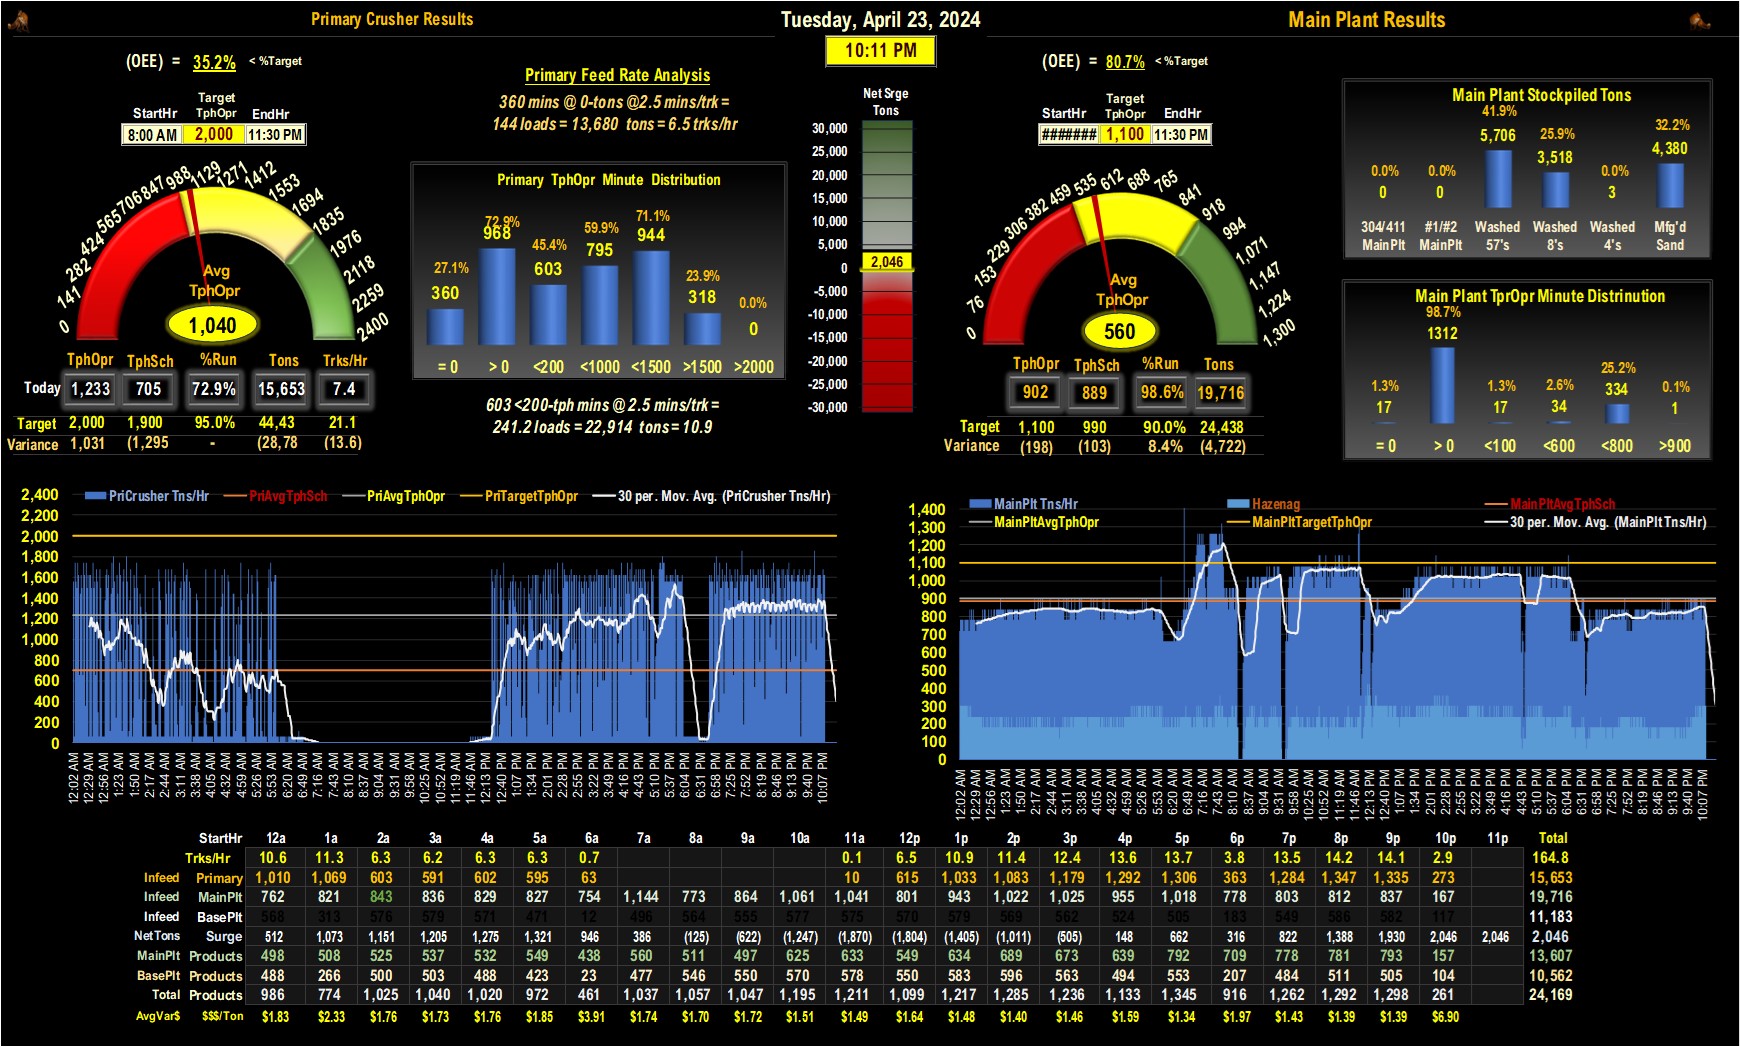 Primary Crusher Results
Tuesday, April 23, 2024
Main Plant Results
10:11 PM
(OEE) = 35.2% < %Target
StartHr Target TphOpr EndHr
8:00 AM 2,000 11:30 PM
0 141 282 424 565 706 847 988 1129 1271 1412 1553 1694 1835 1976 2118 2259 2400
Avg
TphOpr
1,040
TphOpr TphSch %Run Tons Trks/Hr
Today 1,233 705 72.9% 15,653 7.4
Target 2,000 1,900 95.0% 44,43 21.1
Variance 1,031 (1,295 - (28,78 (13.6)
Primary Feed Rate Analysis
360 mins @ 0-tons @2.5 mins/trk =
144 loads = 13,680 tons = 6.5 trks/hr
Primary TphOpr Minute Distribution
27.1% 72.9% 45.4% 59.9% 71.1% 23.9% 0.0%
360 968 603 795 944 318 0
= 0 > 0 <200 <1000 <1500 >1500 >2000
603 <200-tph mins @ 2.5 mins/trk =
241.2 loads = 22,914 tons = 10.9
Net Srge
Tons
30,000
25,000
20,000
15,000
10,000
5,000
2,046
0
-5,000
-10,000
-15,000
-20,000
-25,000
-30,000
(OEE) = 80.7% < %Target
StartHr Target TphOpr EndHr
####### 1,100 11:30 PM
0 76 153 229 306 382 459 535 612 688 765 841 918 994 1,071 1,147 1,224 1,300
Avg
TphOpr
560
TphOpr TphSch %Run Tons
902 889 98.6% 19,716
Target 1,100 990 90.0% 24,438
Variance (198) (103) 8.4% (4,722)
Main Plant Stockpiled Tons
0.0% 0.0% 41.9% 25.9% 0.0% 32.2%
0 0 5,706 3,518 3 4,380
304/411 #1/#2 Washed Washed Washed Mfg'd
MainPlt MainPlt 57's 8's 4's Sand
Main Plant TprOpr Minute Distrinution
1.3% 98.7% 1.3% 2.6% 25.2% 0.1%
17 1312 17 34 334 1
= 0 > 0 <100 <600 <800 >900
PriCrusher Tns/Hr PriAvgTphSch PriAvgTphOpr PriTargetTphOpr 30 per. Mov. Avg. (PriCrusher Tns/Hr)
2,400
2,200
2,000
1,800
1,600
1,400
1,200
1,000
800
600
400
200
0
12:02 AM 12:29 AM 12:56 AM 1:23 AM 1:50 AM 2:17 AM 2:44 AM 3:11 AM 3:38 AM 4:05 AM 4:32 AM 4:59 AM 5:26 AM 5:53 AM 6:20 AM 6:49 AM 7:16 AM 7:43 AM 8:10 AM 8:37 AM 9:04 AM 9:31 AM 9:58 AM 10:25 AM 10:52 AM 11:19 AM 11:46 AM 12:13 PM 12:40 PM 1:07 PM 1:34 PM 2:01 PM 2:28 PM 2:55 PM 3:22 PM 3:49 PM 4:16 PM 4:43 PM 5:10 PM 5:37 PM 6:04 PM 6:31 PM 6:58 PM 7:25 PM 7:52 PM 8:19 PM 8:46 PM 9:13 PM 9:40 PM 10:07 PM
MainPlt Tns/Hr Hazenag MainPltAvgTphSch
MainPltAvgTphOpr MainPltTargetTphOpr 30 per. Mov. Avg. (MainPlt Tns/Hr)
1,400
1,300
1,200
1,100
1,000
900
800
700
600
500
400
300
200
100
0
12:02 AM 12:29 AM 12:56 AM 1:23 AM 1:50 AM 2:17 AM 2:44 AM 3:11 AM 3:38 AM 4:05 AM 4:32 AM 4:59 AM 5:26 AM 5:53 AM 6:20 AM 6:49 AM 7:16 AM 7:43 AM 8:10 AM 8:37 AM 9:04 AM 9:31 AM 9:58 AM 10:25 AM 10:52 AM 11:19 AM 11:46 AM 12:13 PM 12:40 PM 1:07 PM 1:34 PM 2:01 PM 2:28 PM 2:55 PM 3:22 PM 3:49 PM 4:16 PM 4:43 PM 5:10 PM 5:37 PM 6:04 PM 6:31 PM 6:58 PM 7:25 PM 7:52 PM 8:19 PM 8:46 PM 9:13 PM 9:40 PM 10:07 PM
StartHr 12a 1a 2a 3a 4a 5a 6a 7a 8a 9a 10a 11a 12p 1p 2p 3p 4p 5p 6p 7p 8p 9p 10p 11p Total
Trks/Hr 10.6 11.3 6.3 6.2 6.3 6.3 0.7 0.1 6.5 10.9 11.4 12.4 13.6 13.7 3.8 13.5 14.2 14.1 2.9 164.8
Infeed Primary 1,010 1,069 603 591 602 595 63 10 615 1,033 1,083 1,179 1,292 1,306 363 1,284 1,347 1,335 273 15,653
Infeed MainPlt 762 821 843 836 829 827 754 1,144 773 864 1,061 1,041 801 943 1,022 1,025 955 1,018 778 803 812 837 167 19,716
Infeed BasePlt 568 313 576 579 571 471 12 496 564 555 577 575 570 579 569 562 524 505 183 549 586 582 117 11,183
NetTons Surge 512 1,073 1,151 1,205 1,275 1,321 946 386 (125) (622) (1,247) (1,870) (1,804) (1,405) (1,011) (505) 148 662 316 822 1,388 1,930 2,046 2,046 2,046
MainPlt Products 498 508 525 537 532 549 438 560 511 497 625 633 549 634 689 673 639 792 709 778 781 793 157 13,607
BasePlt Products 488 266 500 503 488 423 23 477 546 550 570 578 550 583 596 563 494 553 207 484 511 505 104 10,562
Total Products 986 774 1,025 1,040 1,020 972 461 1,037 1,057 1,047 1,195 1,211 1,099 1,217 1,285 1,236 1,133 1,345 916 1,262 1,292 1,298 261 24,169
AvgVar$ $$$/Ton $1.83 $2.33 $1.76 $1.73 $1.76 $1.85 $3.91 $1.74 $1.70 $1.72 $1.51 $1.49 $1.64 $1.48 $1.40 $1.46 $1.59 $1.34 $1.97 $1.43 $1.39 $1.39 $6.90